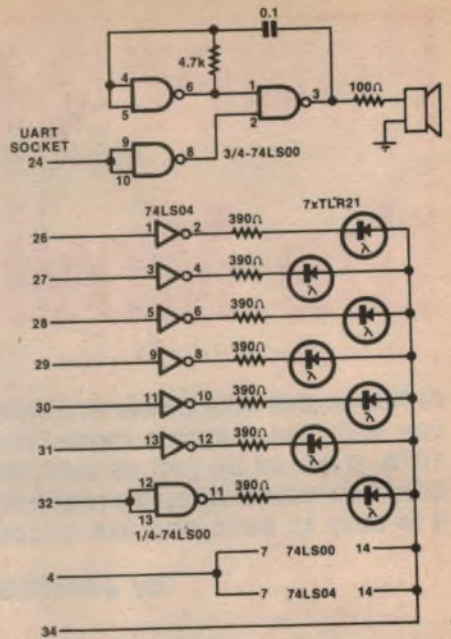 0.1
4.7k
4 6 1 3 100Ω
5 2
UART
SOCKET
24
9 8
10
3/4-74LS00
74LS04 7xTLR21
26 1 2 390Ω λ
27 3 4 390Ω λ
28 5 6 390Ω λ
29 9 8 390Ω λ
30 11 10 390Ω λ
31 13 12 390Ω λ
32 12 11 390Ω λ
13
1/4-74LS00
7 74LS00 14
4
7 74LS04 14
34